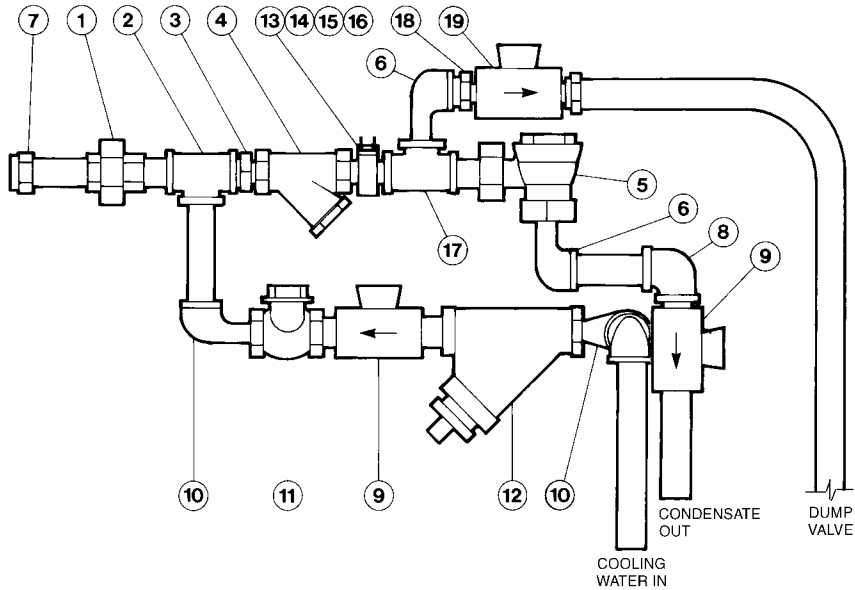 7 1 2 3 4 13 14 15 16 18 19
6
5
6
8
17
9
10 11 9 12 10
CONDENSATE
OUT
DUMP
VALVE
COOLING
WATER IN